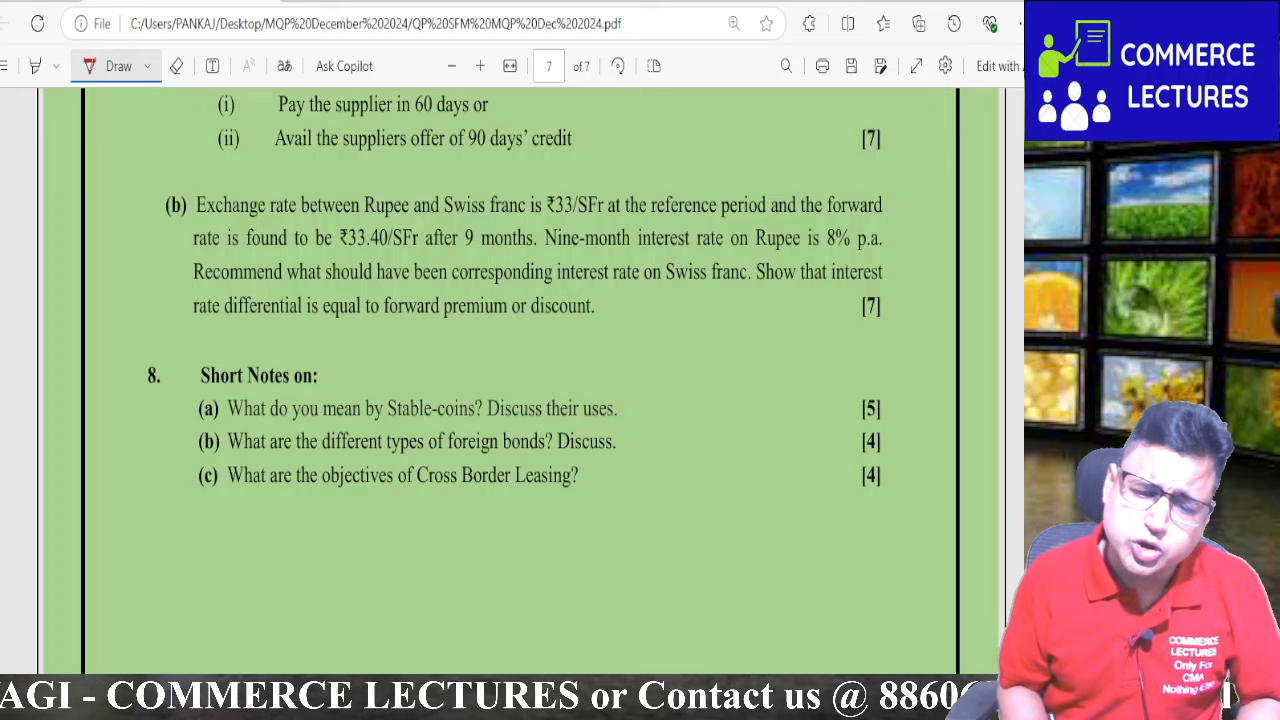 File C:/Users/PANKAJ/Desktop/MQP%20December%202024/QP%20SFM%20MQP%20Dec%202024.pdf
Draw Ask Copilot 7 of 7 Edit with
COMMERCE
LECTURES
(i) Pay the supplier in 60 days or
(ii) Avail the suppliers offer of 90 days’ credit [7]
(b) Exchange rate between Rupee and Swiss franc is ₹33/SFr at the reference period and the forward
rate is found to be ₹33.40/SFr after 9 months. Nine-month interest rate on Rupee is 8% p.a.
Recommend what should have been corresponding interest rate on Swiss franc. Show that interest
rate differential is equal to forward premium or discount. [7]
8. Short Notes on:
(a) What do you mean by Stable-coins? Discuss their uses. [5]
(b) What are the different types of foreign bonds? Discuss. [4]
(c) What are the objectives of Cross Border Leasing? [4]
COMMERCE
LECTURES
Only For
CMA
Nothing
YAGI - COMMERCE LECTURES or Contact us @ 8860